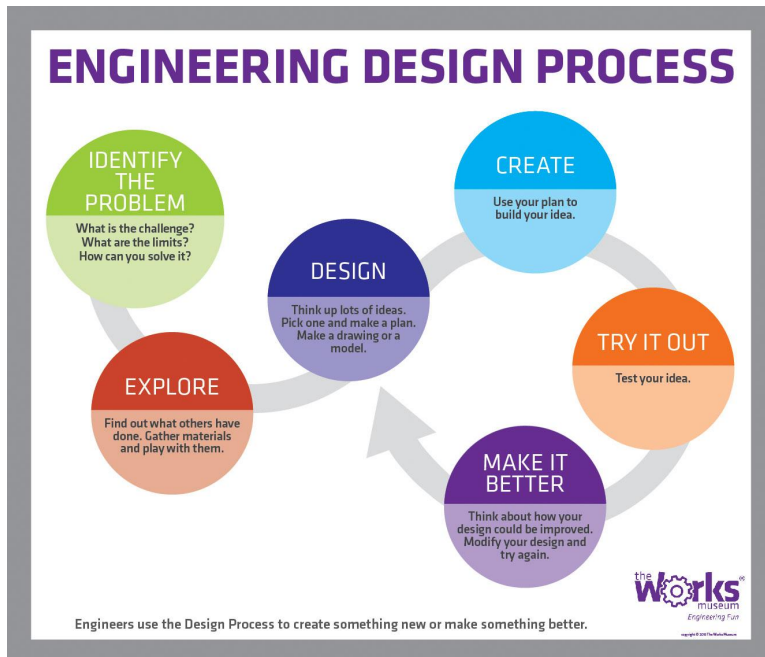 ENGINEERING DESIGN PROCESS
IDENTIFY
THE
PROBLEM
What is the challenge?
What are the limits?
How can you solve it?
EXPLORE
Find out what others have
done. Gather materials
and play with them.
DESIGN
Think up lots of ideas.
Pick one and make a plan.
Make a drawing or a
model.
CREATE
Use your plan to
build your idea.
TRY IT OUT
Test your idea.
MAKE IT
BETTER
Think about how your
design could be improved.
Modify your design and
try again.
Engineers use the Design Process to create something new or make something better.
the
Works®
museum
Engineering Fun